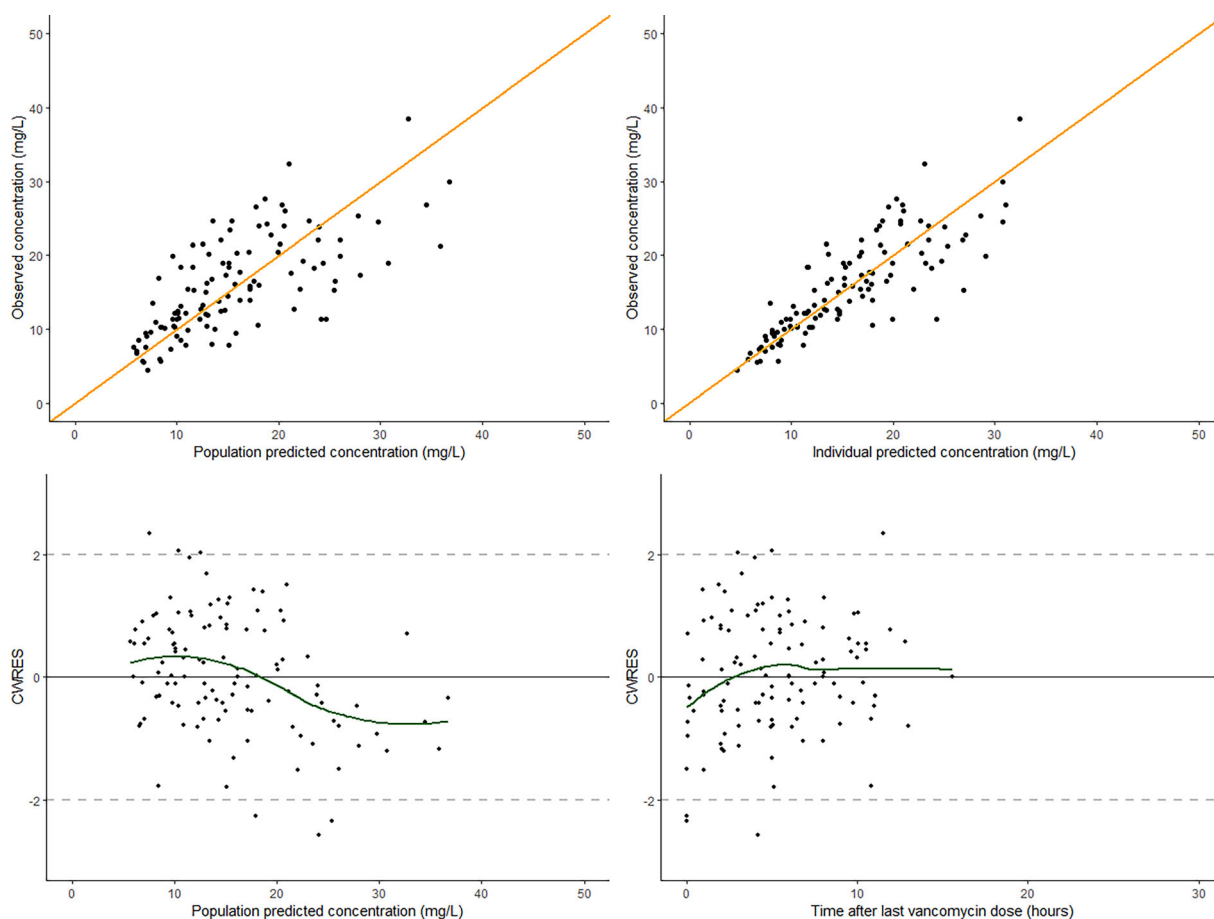 Observed concentration (mg/L)
50
40
30
20
10
0
0 10 20 30 40 50
Population predicted concentration (mg/L)
Observed concentration (mg/L)
50
40
30
20
10
0
0 10 20 30 40 50
Individual predicted concentration (mg/L)
CWRES
2
0
-2
0 10 20 30 40 50
Population predicted concentration (mg/L)
CWRES
2
0
-2
0 10 20 30
Time after last vancomycin dose (hours)